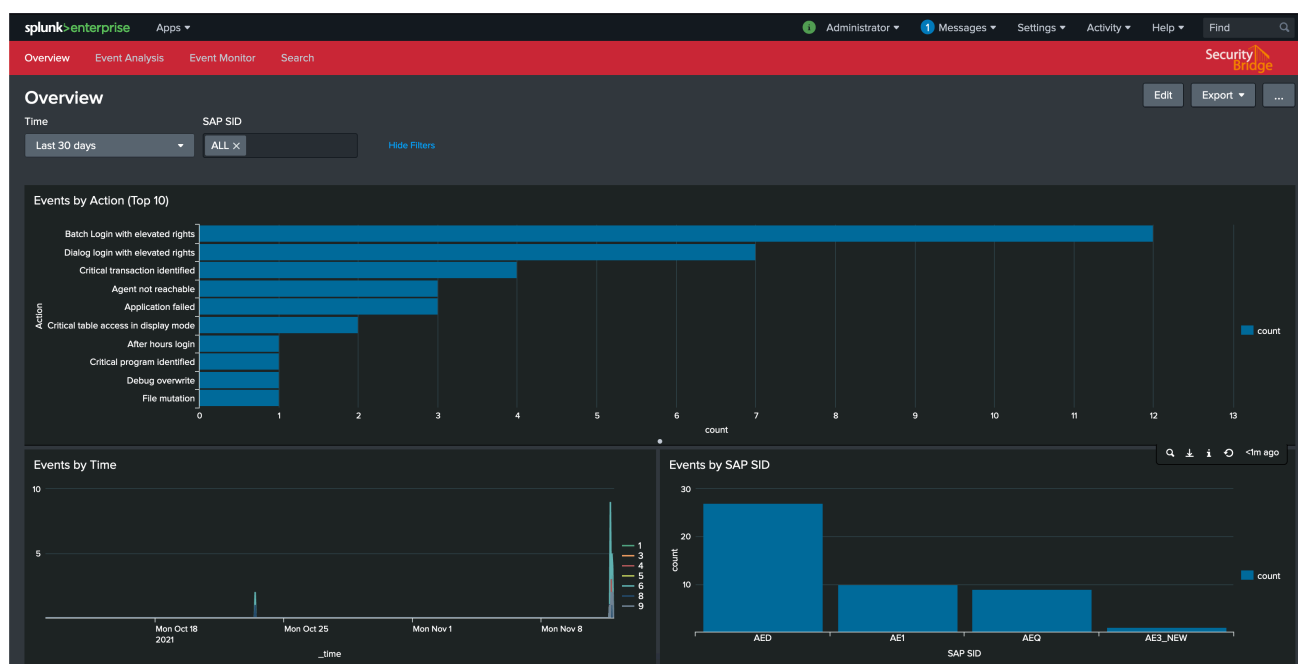 splunk>enterprise Apps
i Administrator 1 Messages Settings Activity Help Find
Overview Event Analysis Event Monitor Search
Security
Bridge
Overview
Edit Export ...
Time SAP SID
Last 30 days ALL × Hide Filters
Events by Action (Top 10)
Batch Login with elevated rights
Dialog login with elevated rights
Critical transaction identified
Agent not reachable
Application failed
Critical table access in display mode
After hours login
Critical program identified
Debug overwrite
File mutation
Action
count
0 1 2 3 4 5 6 7 8 9 10 11 12 13
count
Events by Time
10
5
1
3
4
5
6
8
9
Mon Oct 18 Mon Oct 25 Mon Nov 1 Mon Nov 8
2021
_time
Events by SAP SID
i <1m ago
30
20
10
count
count
AED AE1 AEQ AE3_NEW
SAP SID